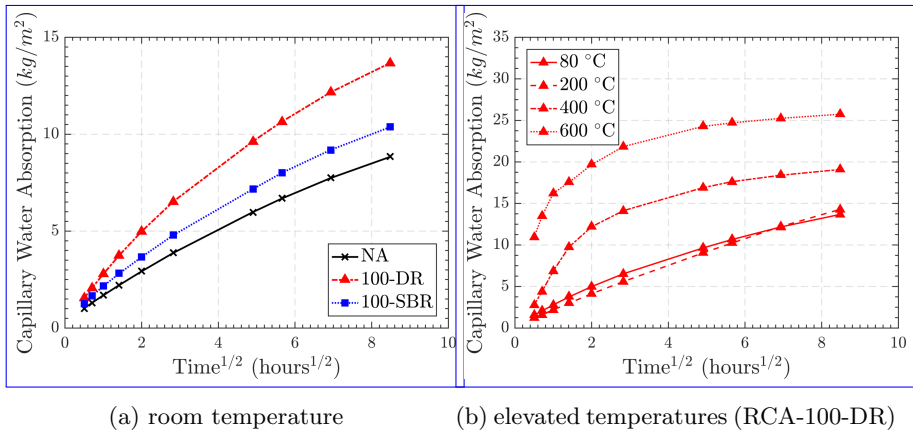 Capillary Water Absorption (kg/m²)
15
10
5
0
0 2 4 6 8 10
Time^{1/2} (hours^{1/2})
NA
100-DR
100-SBR
(a) room temperature
Capillary Water Absorption (kg/m²)
35
30
25
20
15
10
5
0
0 2 4 6 8 10
Time^{1/2} (hours^{1/2})
80 °C
200 °C
400 °C
600 °C
(b) elevated temperatures (RCA-100-DR)